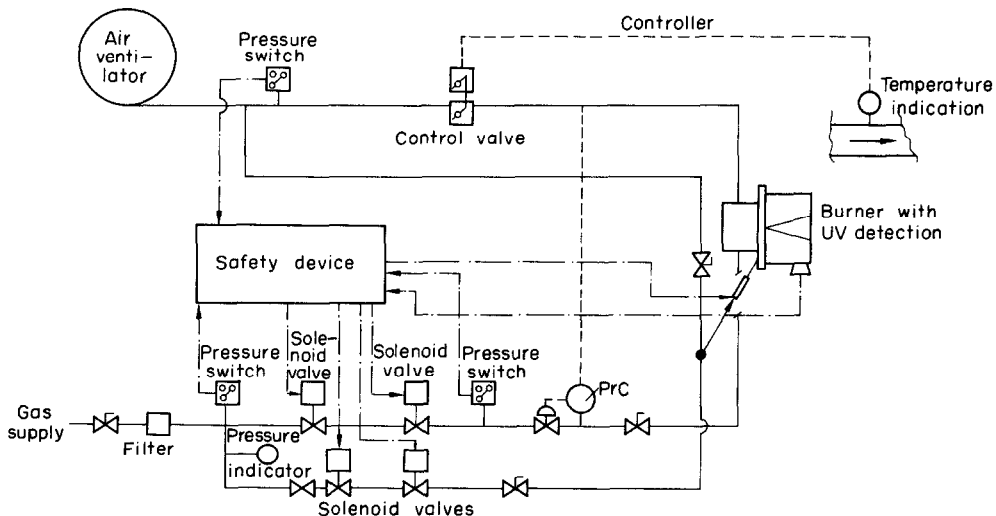 Air
venti-
lator
Pressure
switch
Controller
Temperature
indication
Control valve
Burner with
UV detection
Safety device
Pressure
switch
Sole-
noid
valve
Solenoid
valve
Pressure
switch
PrC
Gas
supply
Filter
Pressure
indicator
Solenoid valves